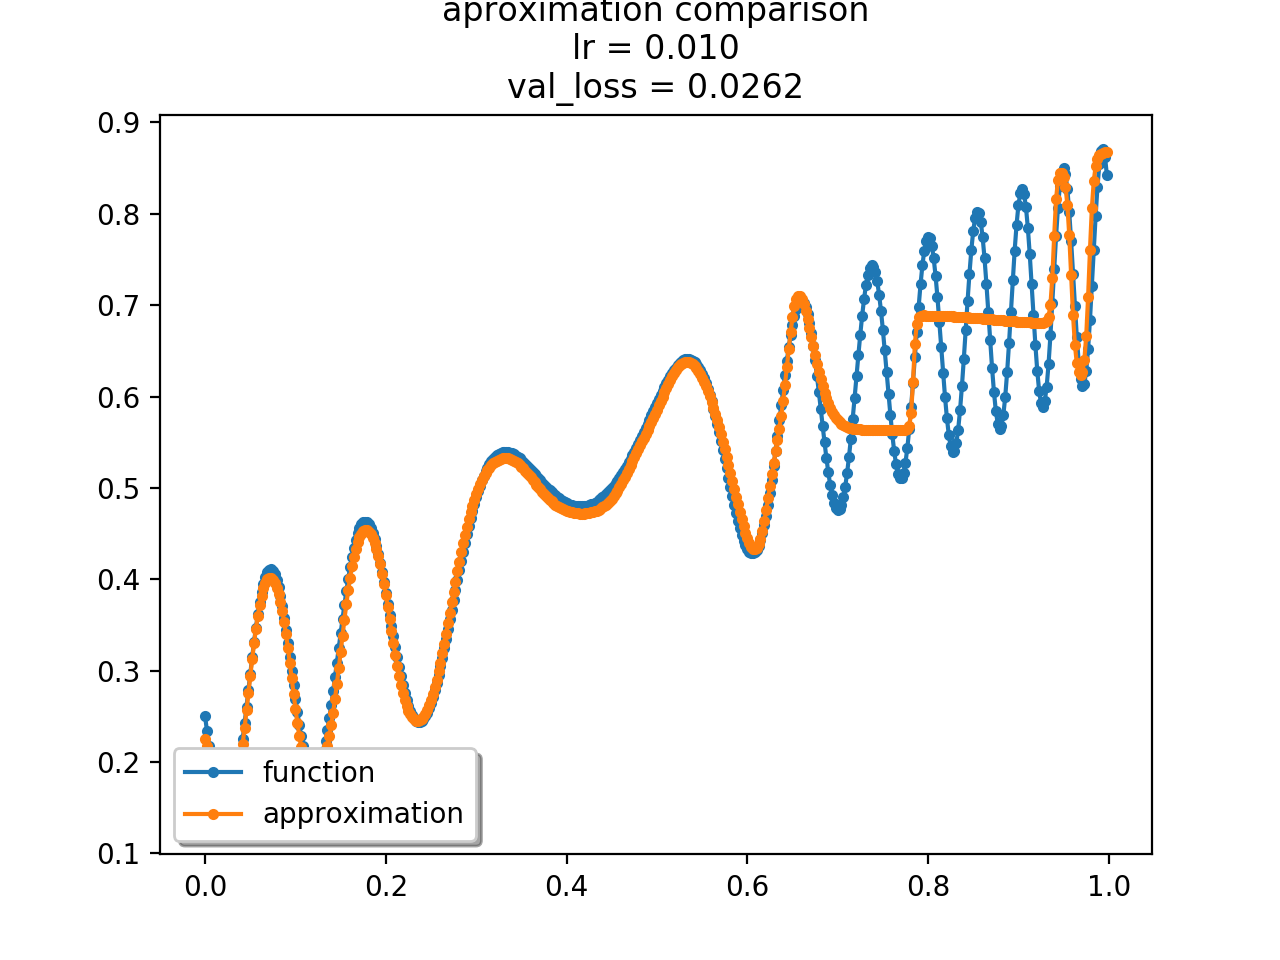 aproximation comparison
lr = 0.010
val_loss = 0.0262
0.9
0.8
0.7
0.6
0.5
0.4
0.3
0.2
0.1
function
approximation
0.0 0.2 0.4 0.6 0.8 1.0